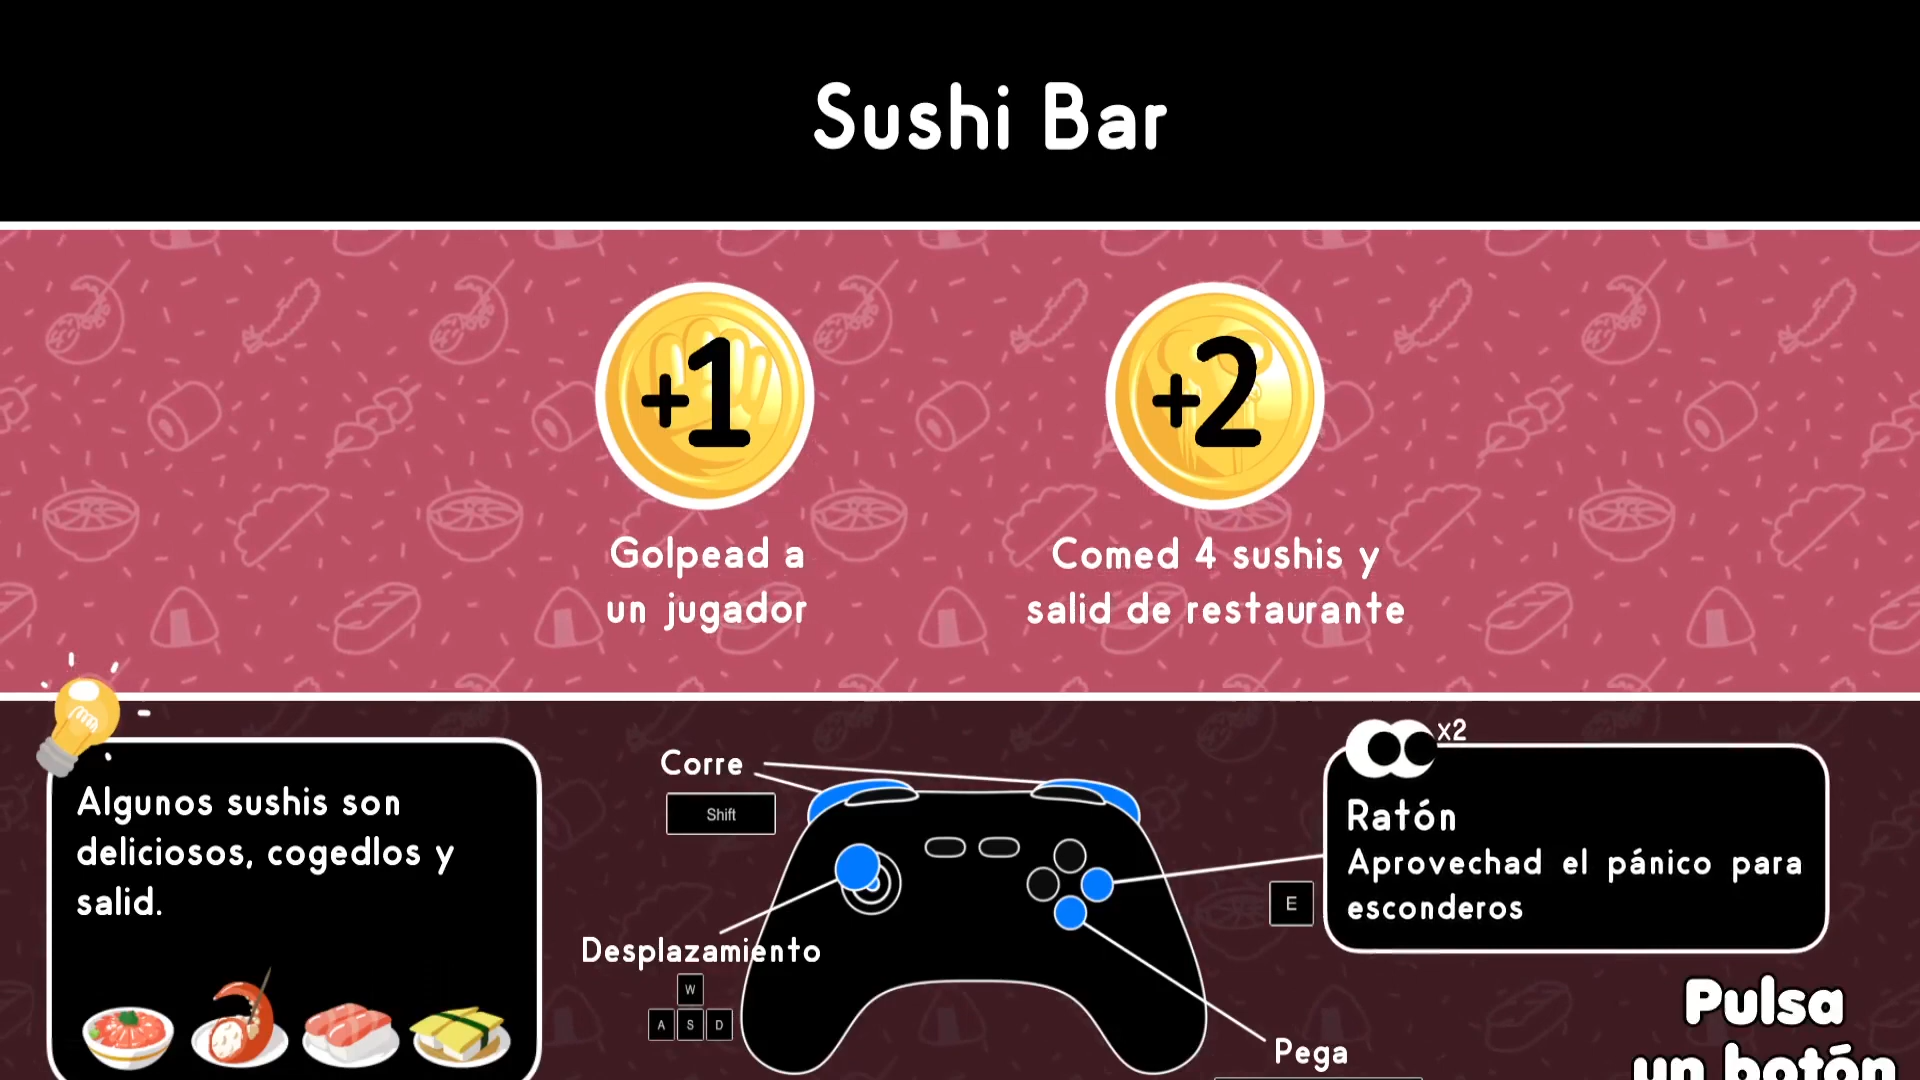 Sushi Bar
+1
+2
Golpead a
un jugador
Comed 4 sushis y
salid de restaurante
Algunos sushis son
deliciosos, cogedlos y
salid.
Corre
Shift
Desplazamiento
W
A S D
x2
Ratón
Aprovechad el pánico para
esconderos
E
Pega
Pulsa
un botón